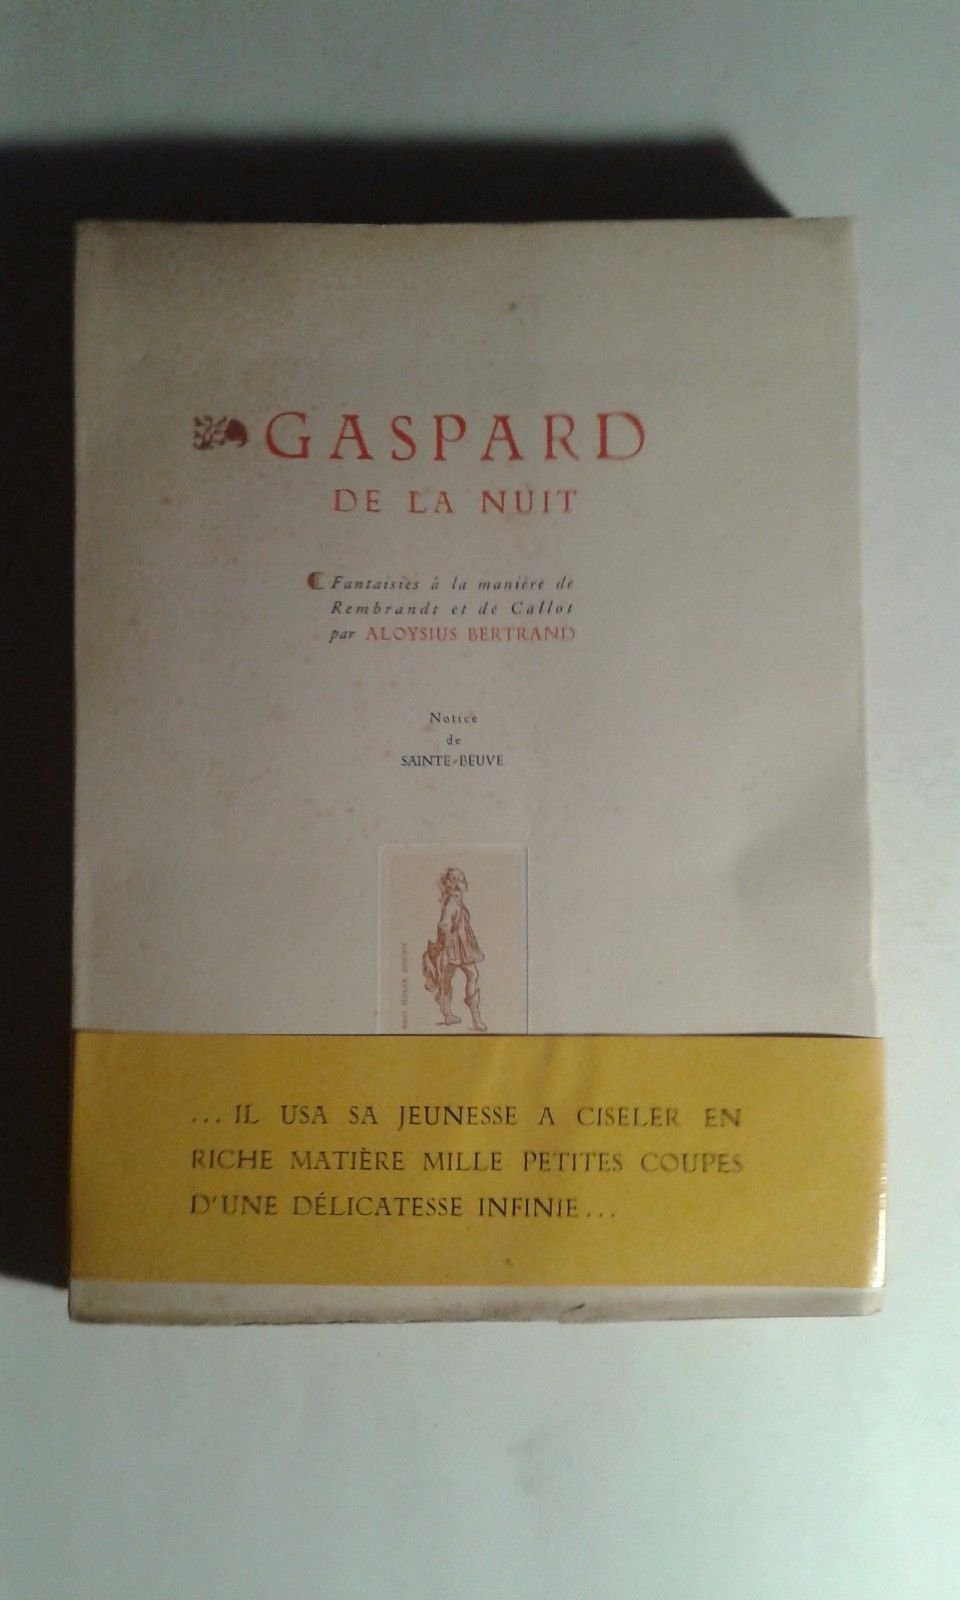 GASPARD
DE LA NUIT
Fantaisies à la manière de
Rembrandt et de Callot
par ALOYSIUS BERTRAND
Notice
de
SAINTE-BEUVE
... IL USA SA JEUNESSE A CISELER EN
RICHE MATIÈRE MILLE PETITES COUPES
D'UNE DÉLICATESSE INFINIE...